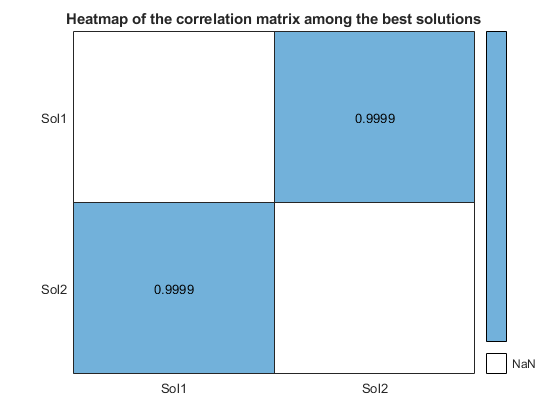 Heatmap of the correlation matrix among the best solutions
Sol1
0.9999
Sol2
0.9999
NaN
Sol1
Sol2